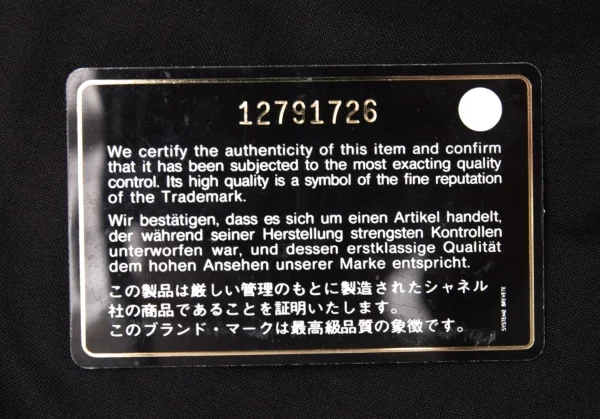 12791726
We certify the authenticity of this item and confirm
that it has been subjected to the most exacting quality
control. Its high quality is a symbol of the fine reputation
of the Trademark.
Wir bestätigen, dass es sich um einen Artikel handelt,
der während seiner Herstellung strengsten Kontrollen
unterworfen war, und dessen erstklassige Qualität
dem hohen Ansehen unserer Marke entspricht.
この製品は厳しい管理のもとに製造されたシャネル
社の商品であることを証明いたします。
このブランド・マークは最高級品質の象徴です。
SYSTEME BREVETE